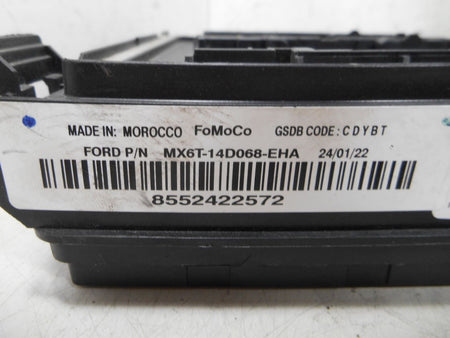 MADE IN: MOROCCO FoMoCo GSDB CODE: CDYBT
FORD P/N MX6T-14D068-EHA 24/01/22
8552422572